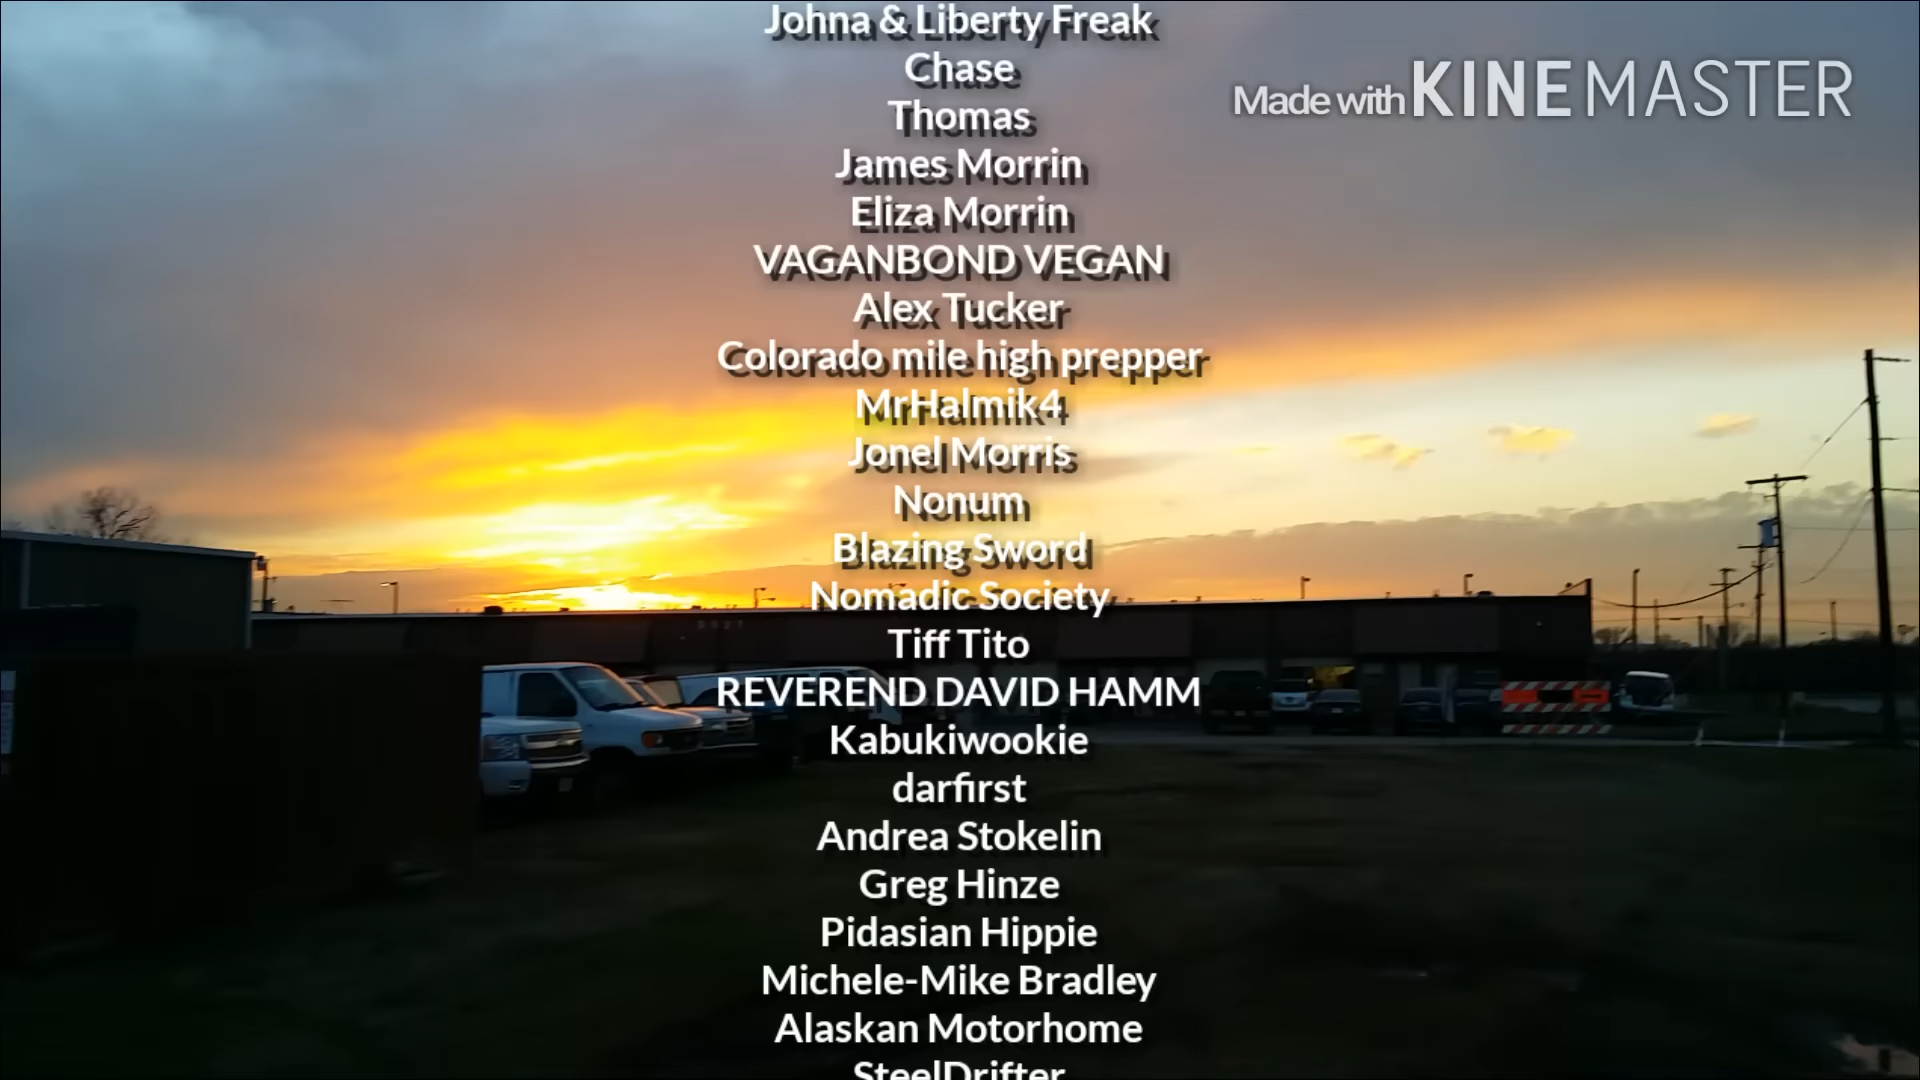 Johna & Liberty Freak
Chase
Made with KINEMASTER
Thomas
James Morrin
Eliza Morrin
VAGANBOND VEGAN
Alex Tucker
Colorado mile high prepper
MrHalmik4
Jonel Morris
Nonum
Blazing Sword
Nomadic Society
Tiff Tito
REVEREND DAVID HAMM
Kabukiwookie
darfirst
Andrea Stokelin
Greg Hinze
Pidasian Hippie
Michele-Mike Bradley
Alaskan Motorhome
SteelDrifter